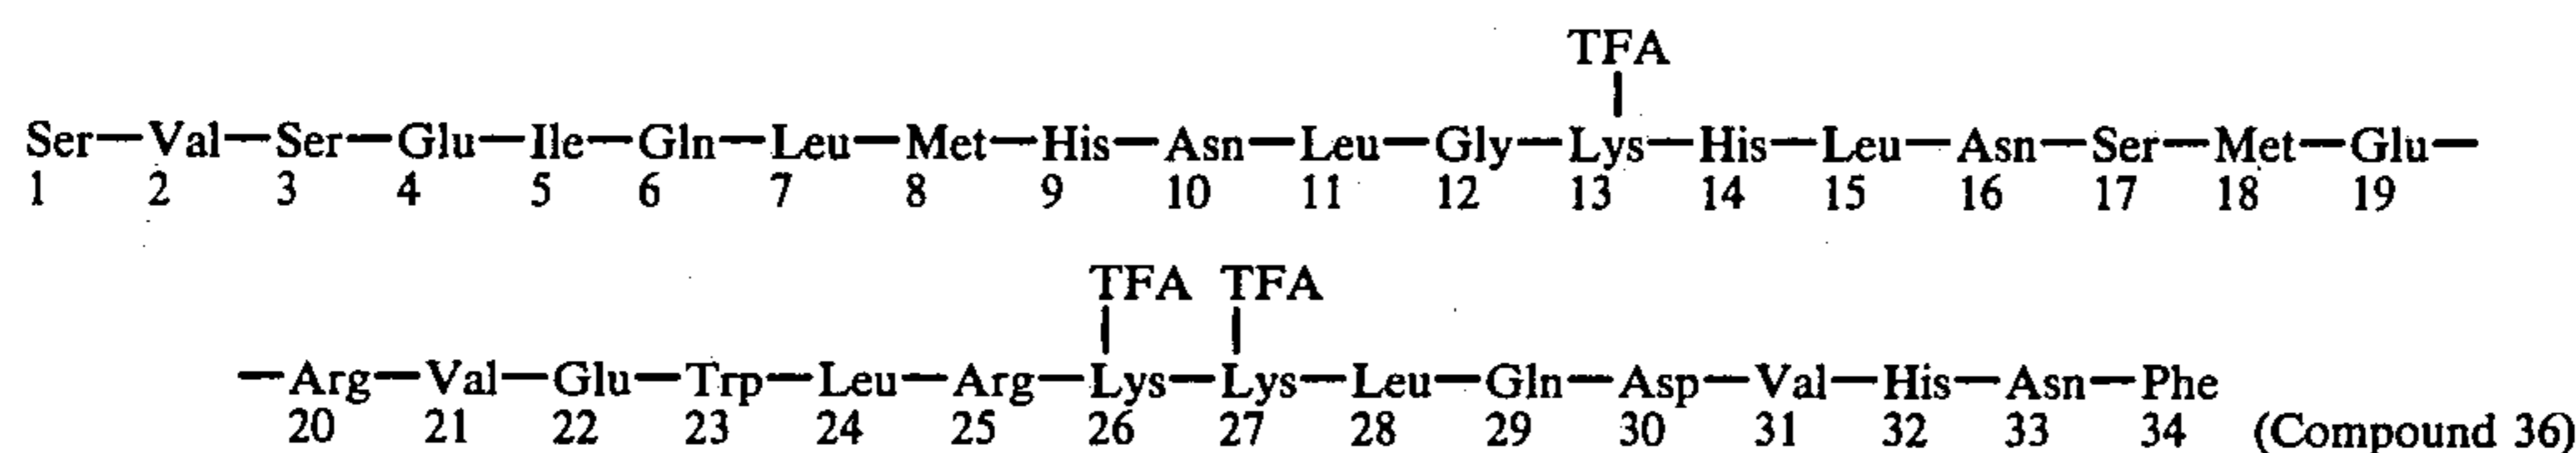 TFA
Ser—Val—Ser—Glu—Ile—Gln—Leu—Met—His—Asn—Leu—Gly—Lys—His—Leu—Asn—Ser—Met—Glu—
1 2 3 4 5 6 7 8 9 10 11 12 13 14 15 16 17 18 19
TFA TFA
—Arg—Val—Glu—Trp—Leu—Arg—Lys—Lys—Leu—Gln—Asp—Val—His—Asn—Phe
20 21 22 23 24 25 26 27 28 29 30 31 32 33 34 (Compound 36)